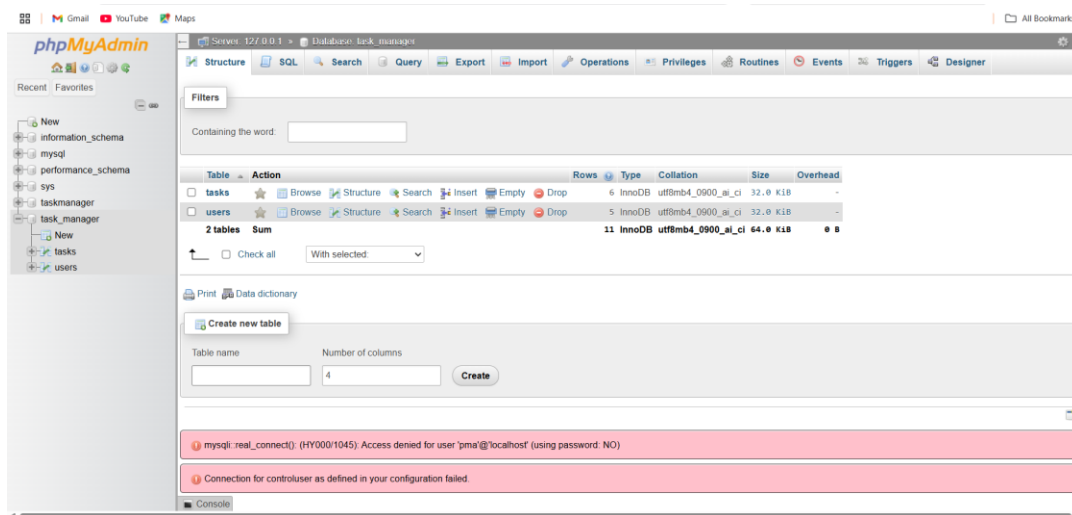 Gmail YouTube Maps All Bookmark
phpMyAdmin
Recent Favorites
New
information_schema
mysql
performance_schema
sys
taskmanager
task_manager
New
tasks
users
Server: 127.0.0.1 » Database: task_manager
Structure SQL Search Query Export Import Operations Privileges Routines Events Triggers Designer
Filters
Containing the word:
Table Action Rows Type Collation Size Overhead
tasks Browse Structure Search Insert Empty Drop 6 InnoDB utf8mb4_0900_ai_ci 32.0 KiB -
users Browse Structure Search Insert Empty Drop 5 InnoDB utf8mb4_0900_ai_ci 32.0 KiB -
2 tables Sum 11 InnoDB utf8mb4_0900_ai_ci 64.0 KiB 0 B
Check all With selected:
Print Data dictionary
Create new table
Table name Number of columns
4 Create
mysqli::real_connect(): (HY000/1045): Access denied for user 'pma'@'localhost' (using password: NO)
Connection for controluser as defined in your configuration failed.
Console